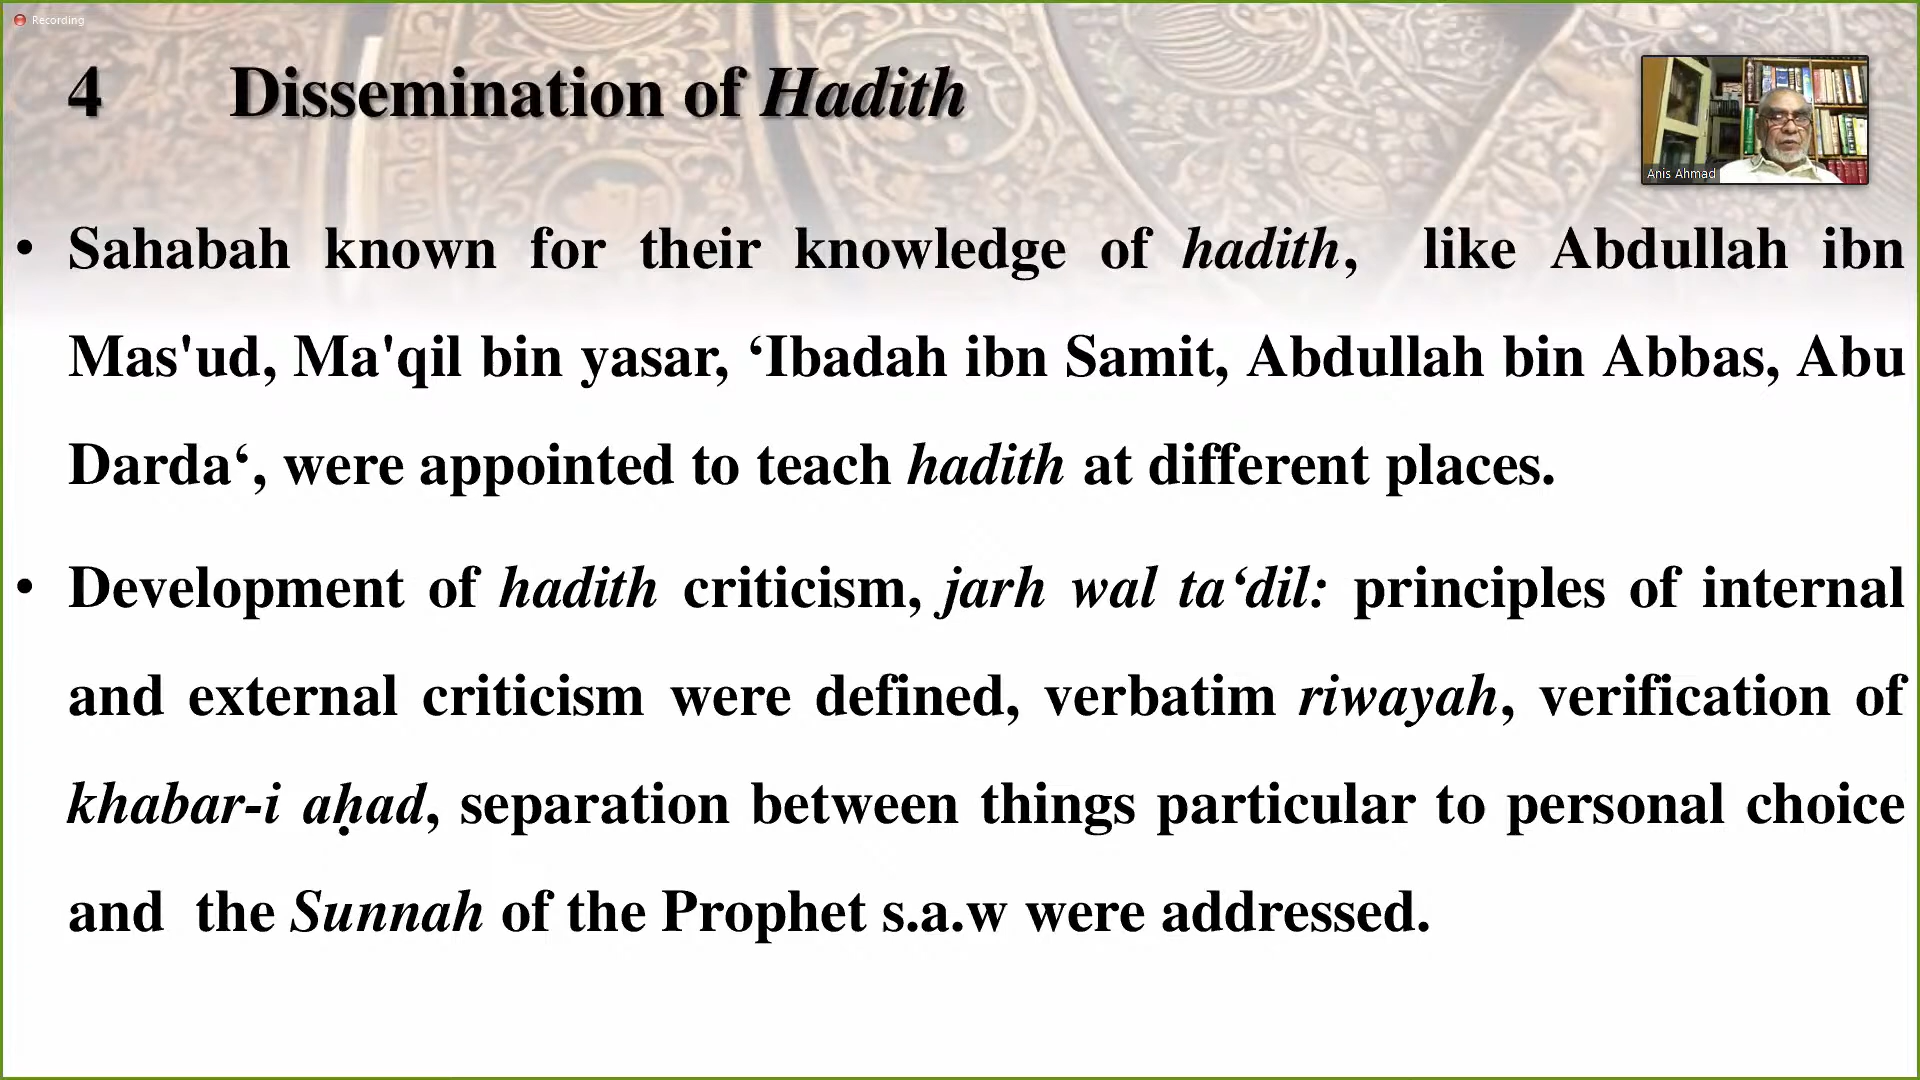 Recording
4 Dissemination of Hadith
Anis Ahmad
• Sahabah known for their knowledge of hadith, like Abdullah ibn
Mas'ud, Ma'qil bin yasar, ‘Ibadah ibn Samit, Abdullah bin Abbas, Abu
Darda‘, were appointed to teach hadith at different places.
• Development of hadith criticism, jarh wal ta‘dil: principles of internal
and external criticism were defined, verbatim riwayah, verification of
khabar-i aḥad, separation between things particular to personal choice
and the Sunnah of the Prophet s.a.w were addressed.